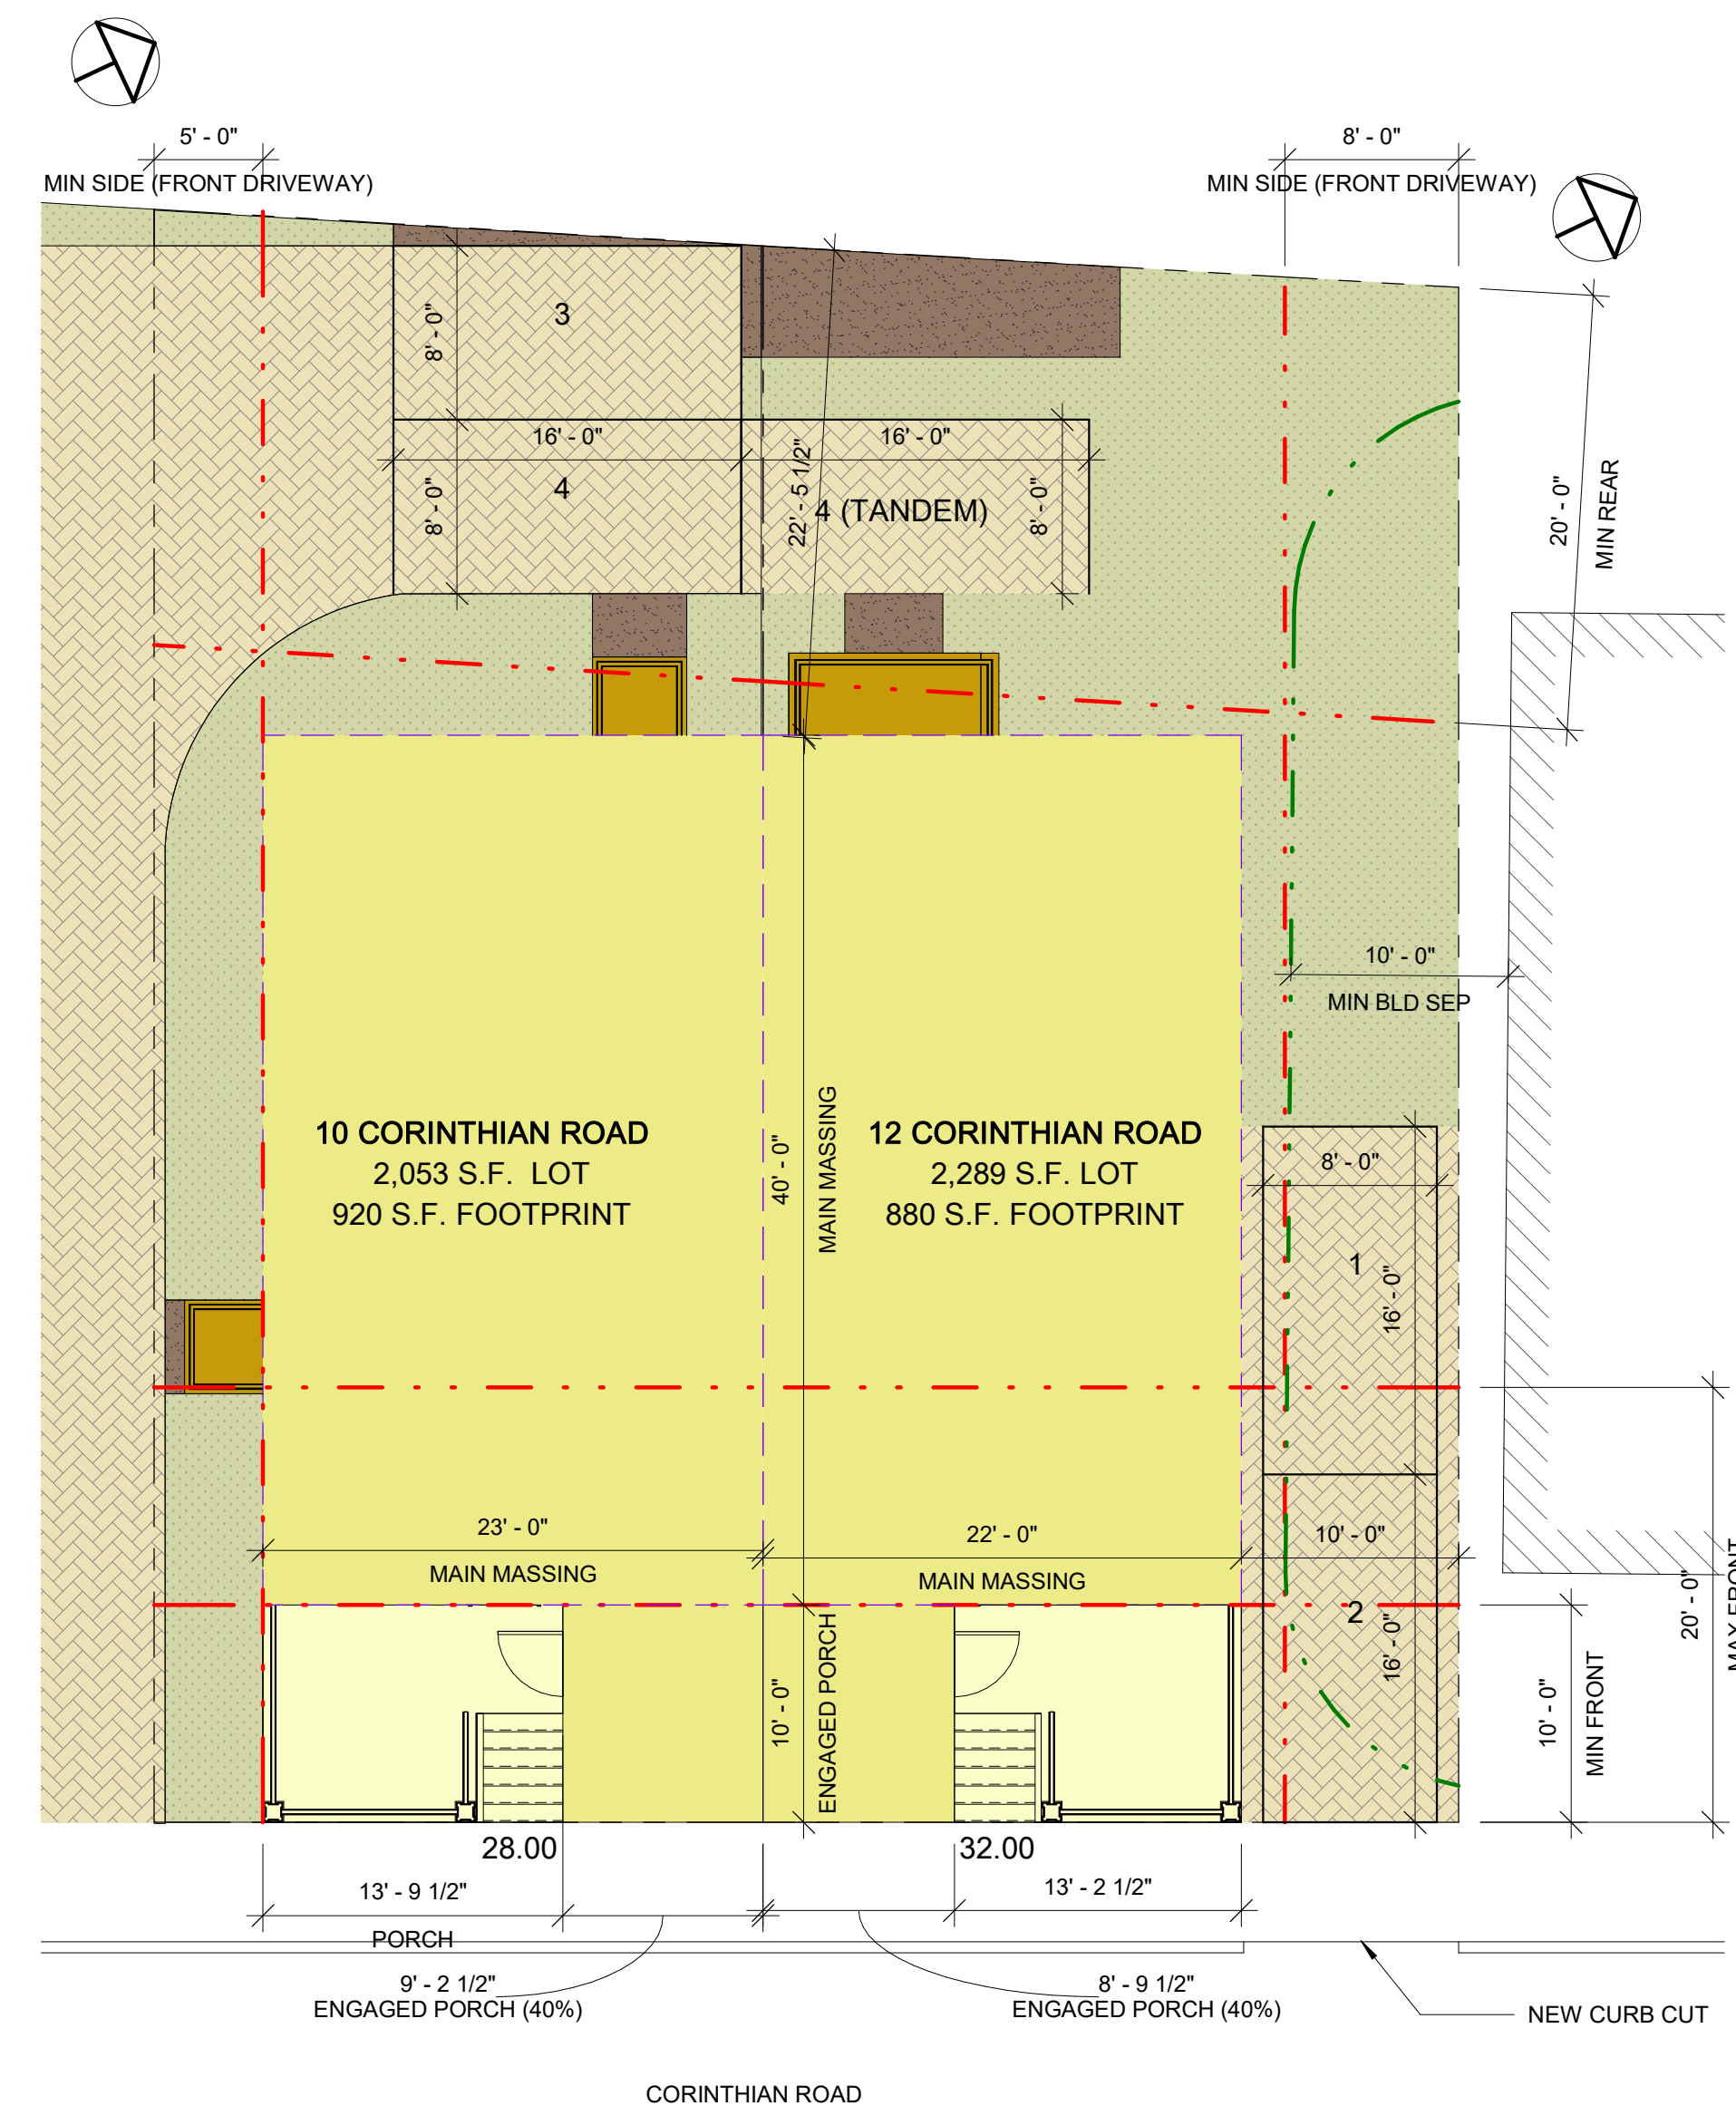 5' - 0"
8' - 0"
MIN SIDE (FRONT DRIVEWAY)
MIN SIDE (FRONT DRIVEWAY)
3
8' - 0"
16' - 0"
16' - 0"
4
8' - 0"
22' - 5 1/2"
4 (TANDEM)
8' - 0"
20' - 0"
MIN REAR
10' - 0"
MIN BLD SEP
10 CORINTHIAN ROAD
2,053 S.F. LOT
920 S.F. FOOTPRINT
40' - 0"
MAIN MASSING
12 CORINTHIAN ROAD
2,289 S.F. LOT
880 S.F. FOOTPRINT
8' - 0"
1
16' - 0"
23' - 0"
MAIN MASSING
22' - 0"
MAIN MASSING
10' - 0"
2
16' - 0"
10' - 0"
ENGAGED PORCH
10' - 0"
MIN FRONT
20' - 0"
MAX FRONT
28.00
32.00
13' - 9 1/2"
13' - 2 1/2"
PORCH
9' - 2 1/2"
ENGAGED PORCH (40%)
8' - 9 1/2"
ENGAGED PORCH (40%)
NEW CURB CUT
CORINTHIAN ROAD